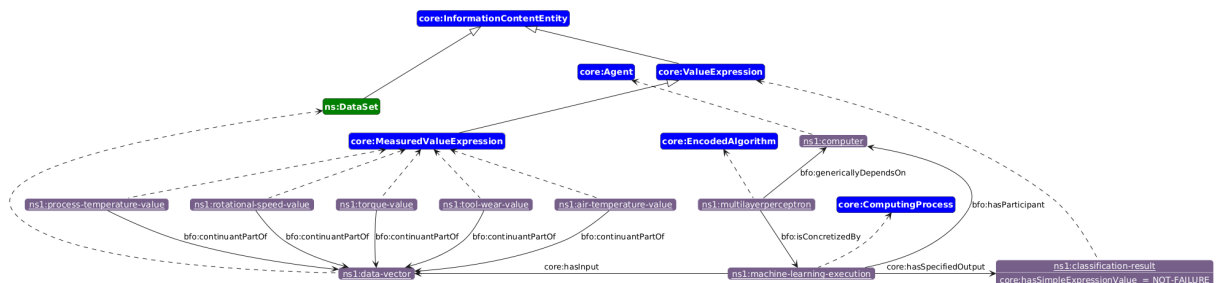 core:InformationContentEntity
core:Agent
core:ValueExpression
ns:DataSet
core:MeasuredValueExpression
core:EncodedAlgorithm
ns1:computer
bfo:genericallyDependsOn
ns1:process-temperature-value
ns1:rotational-speed-value
ns1:torque-value
ns1:tool-wear-value
ns1:air-temperature-value
ns1:multilayerperceptron
core:ComputingProcess
bfo:hasParticipant
bfo:continuantPartOf
bfo:continuantPartOf
bfo:continuantPartOf
bfo:continuantPartOf
bfo:continuantPartOf
bfo:isConcretizedBy
ns1:data-vector
core:hasInput
ns1:machine-learning-execution
core:hasSpecifiedOutput
ns1:classification-result
core:hasSimpleExpressionValue = NOT-FAILURE